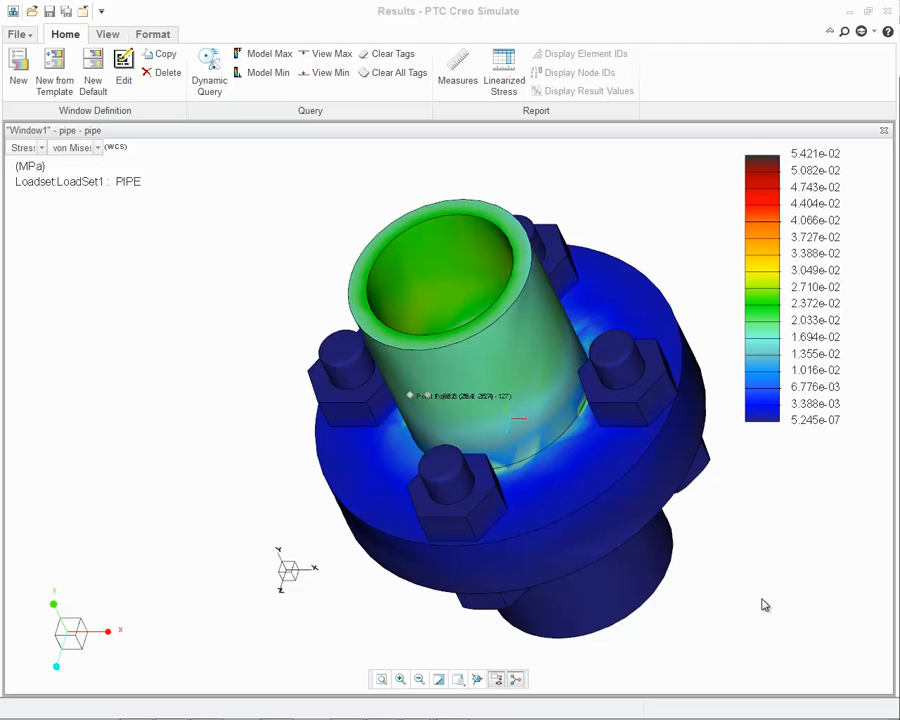 Results - PTC Creo Simulate
File Home View Format
New
New from Template
New Default
Edit
Copy
Delete
Window Definition
Dynamic Query
Model Max
Model Min
View Max
View Min
Clear Tags
Clear All Tags
Query
Measures
Linearized Stress
Display Element IDs
Display Node IDs
Display Result Values
Report
"Window1" - pipe - pipe
Stres von Mises (WCS)
(MPa)
Loadset:LoadSet1 : PIPE
5.421e-02
5.082e-02
4.743e-02
4.404e-02
4.066e-02
3.727e-02
3.388e-02
3.049e-02
2.710e-02
2.372e-02
2.033e-02
1.694e-02
1.355e-02
1.016e-02
6.776e-03
3.388e-03
5.245e-07
Y
X
Z
Y
X